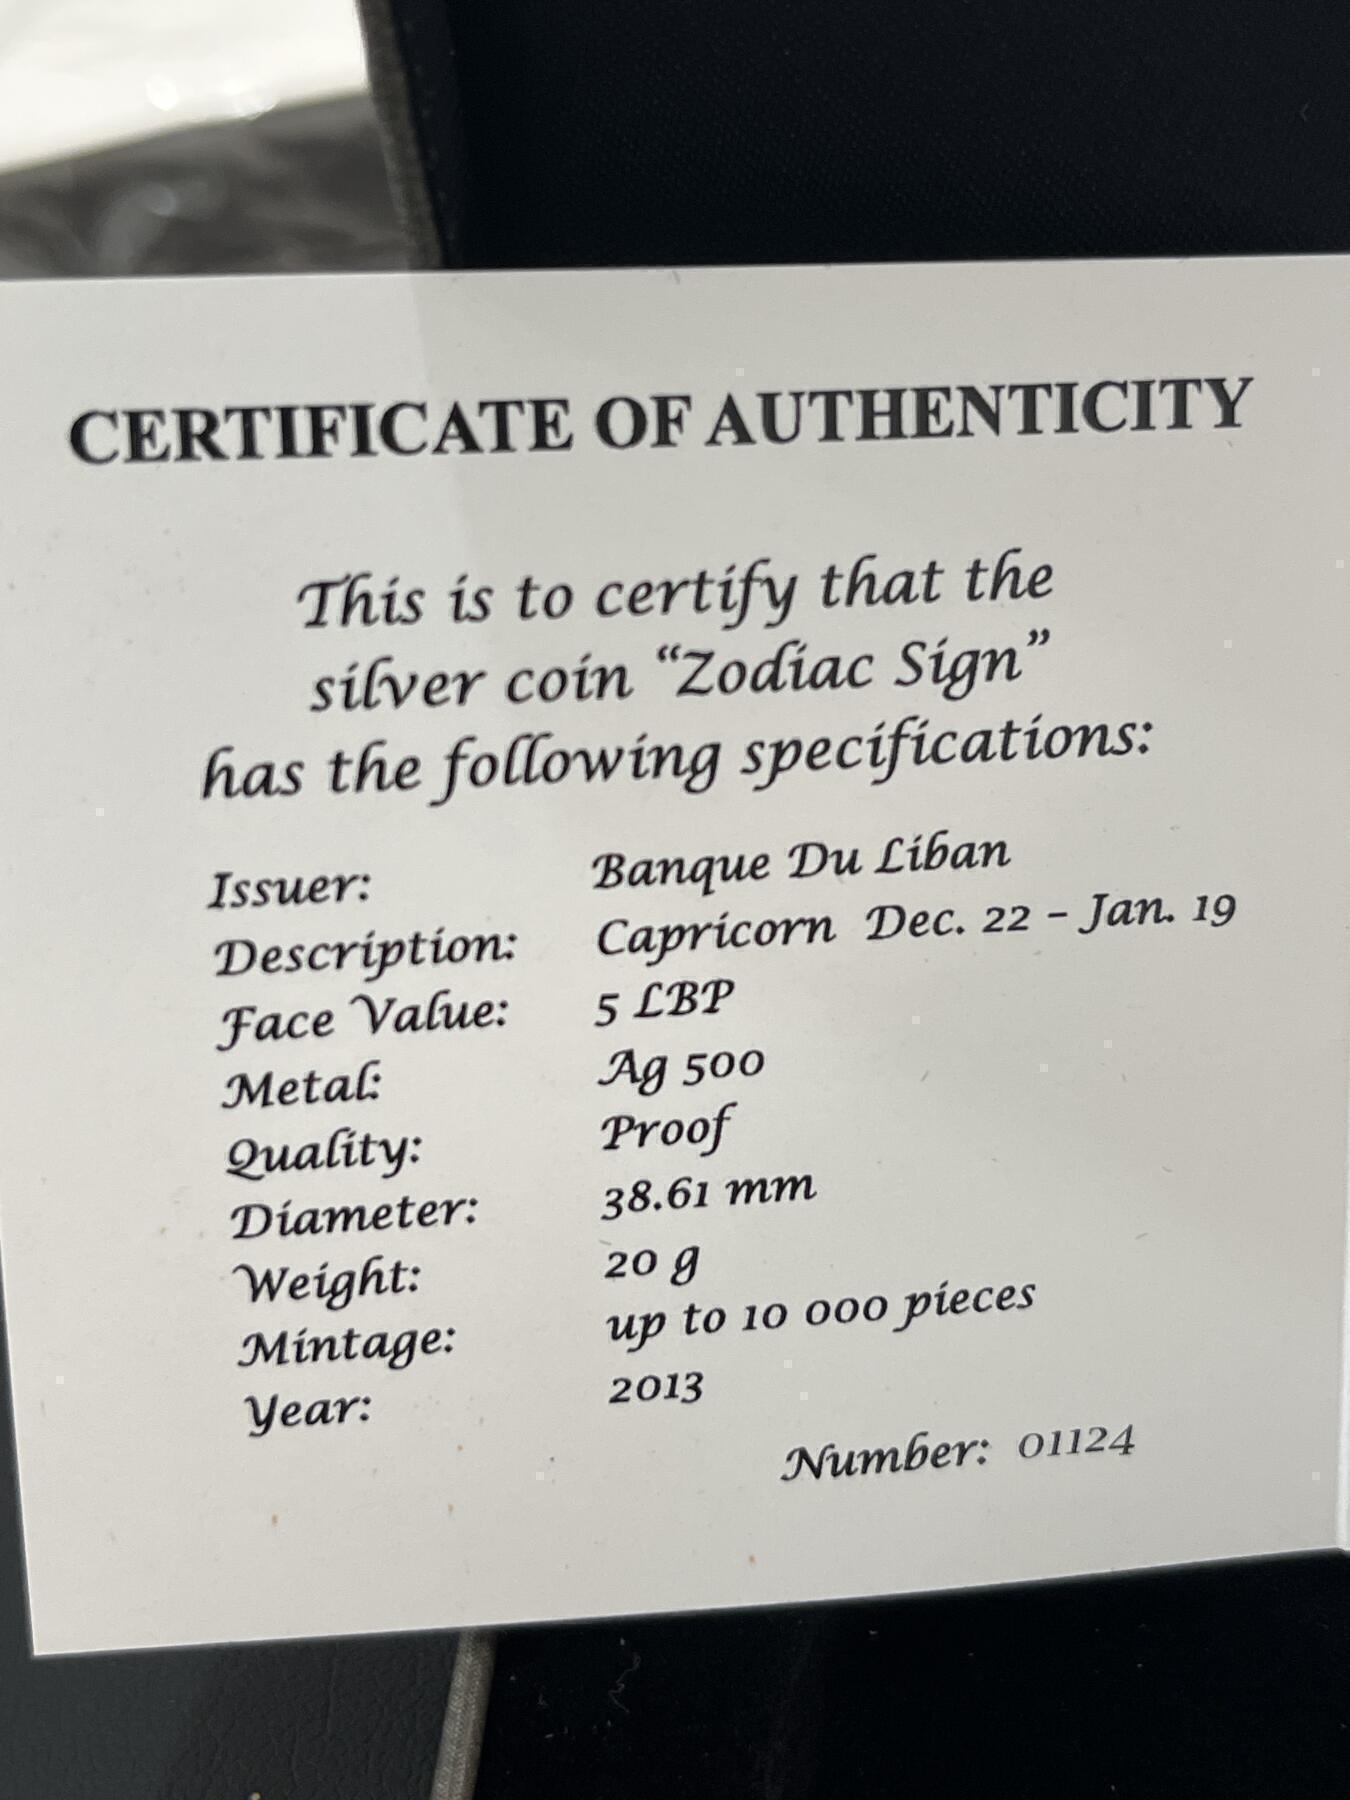 CERTIFICATE OF AUTHENTICITY
This is to certify that the
silver coin “Zodiac Sign”
has the following specifications:
Issuer: Banque Du Liban
Description: Capricorn Dec. 22 – Jan. 19
Face Value: 5 LBP
Metal: Ag 500
Quality: Proof
Diameter: 38.61 mm
Weight: 20 g
Mintage: up to 10 000 pieces
Year: 2013
Number: 01124